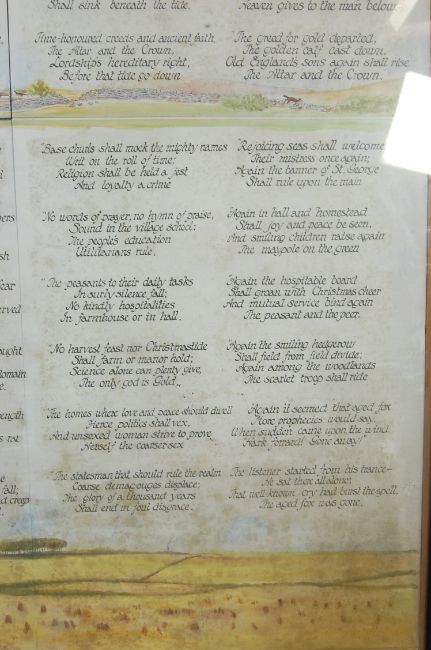 Shall sink beneath the tide.
Time-honoured creeds and ancient faith,
The Altar and the Crown,
Lordship's hereditary right,
Before that tide go down
"Base churls shall mock the mighty names
Writ on the roll of time;
Religion shall be held a jest
And loyalty a crime
"No words of prayer, no hymn of praise,
Sound in the village school;
The people's education
Utilitarians rule.
"The peasants to their daily tasks
In surly silence fall;
No kindly hospitalities
In farmhouse or in hall.
"No harvest feast nor Christmastide
Shall farm or manor hold;
Science alone can plenty give,
The only god is Gold.
"The homes where love and peace should dwell
Fierce politics shall vex,
And unsexed woman strive to prove
Herself the coarser sex
"The statesman that should rule the realm
Coarse demagogues displace;
The glory of a thousand years
Shall end in foul disgrace.
Heaven gives to the man below
"The greed for gold departed,
The golden calf cast down,
Old England's sons again shall rise
The Altar and the Crown.
"Rejoicing seas shall welcome
Their mistress once again;
Again the banner of St. George
Shall rule upon the main
Again in hall and homestead
Shall joy and peace be seen,
And smiling children raise again
The maypole on the green
Again the hospitable board
Shall groan with Christmas cheer
And mutual service bind again
The peasant and the peer.
Again the smiling hedgerow
Shall field from field divide;
Again among the woodlands
The scarlet troop shall ride
Again it seemed that aged fox
More prophecies would say,
When sudden came upon the wind
"Hark forrard! Gone away!"
The listener started from his trance—
He sat there all alone;
That well-known cry had burst the spell,
The aged fox was gone.